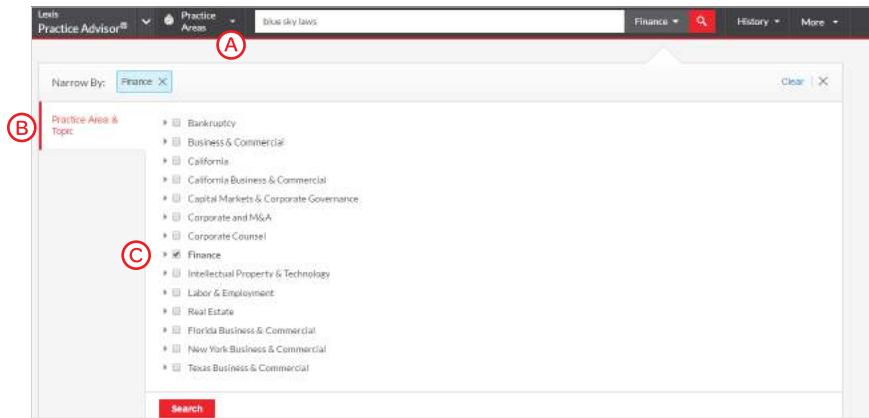 Lexis
Practice Advisor®
Practice
Areas
blue sky laws
Finance
History
More
A
Narrow By:
Finance
Clear
B
Practice Area &
Topic
Bankruptcy
Business & Commercial
California
California Business & Commercial
Capital Markets & Corporate Governance
Corporate and M&A
Corporate Counsel
C
Finance
Intellectual Property & Technology
Labor & Employment
Real Estate
Florida Business & Commercial
New York Business & Commercial
Texas Business & Commercial
Search